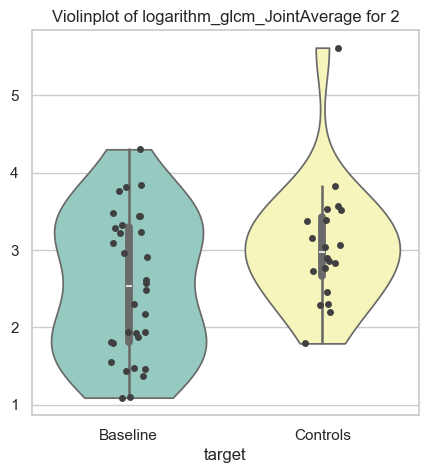 Violinplot of logarithm_glcm_JointAverage for 2
5
4
3
2
1
Baseline
Controls
target